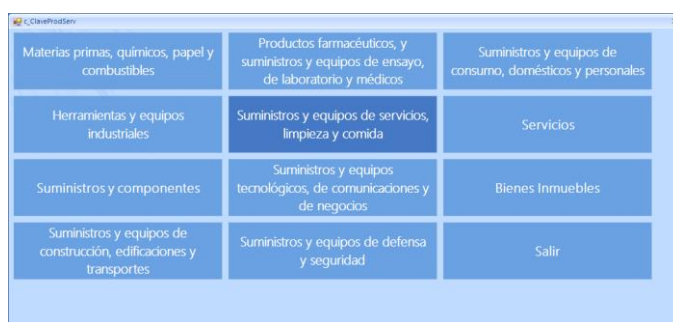 c_ClaveProdServ
Materias primas, químicos, papel y
combustibles
Productos farmacéuticos, y
suministros y equipos de ensayo,
de laboratorio y médicos
Suministros y equipos de
consumo, domésticos y personales
Herramientas y equipos
industriales
Suministros y equipos de servicios,
limpieza y comida
Servicios
Suministros y componentes
Suministros y equipos
tecnológicos, de comunicaciones y
de negocios
Bienes Inmuebles
Suministros y equipos de
construcción, edificaciones y
transportes
Suministros y equipos de defensa
y seguridad
Salir